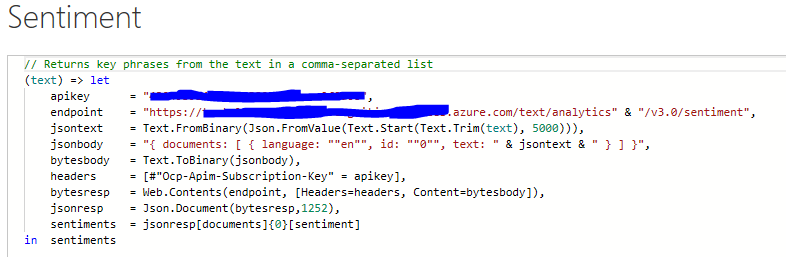 Sentiment
// Returns key phrases from the text in a comma-separated list
(text) => let
apikey = "",
endpoint = "https:// .azure.com/text/analytics" & "/v3.0/sentiment",
jsontext = Text.FromBinary(Json.FromValue(Text.Start(Text.Trim(text), 5000))),
jsonbody = "{ documents: [ { language: ""en"", id: ""0"", text: " & jsontext & " } ] }",
bytesbody = Text.ToBinary(jsonbody),
headers = [#"Ocp-Apim-Subscription-Key" = apikey],
bytesresp = Web.Contents(endpoint, [Headers=headers, Content=bytesbody]),
jsonresp = Json.Document(bytesresp,1252),
sentiments = jsonresp[documents]{0}[sentiment]
in sentiments